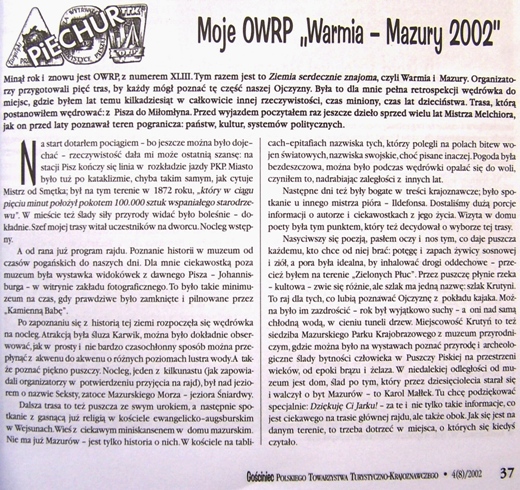 PIECHUR
Moje OWRP „Warmia – Mazury 2002"
Minął rok i znowu jest OWRP, z numerem XLIII. Tym razem jest to Ziemia serdecznie znajoma, czyli Warmia i Mazury. Organizato-
rzy przygotowali pięć tras, by każdy mógł poznać tę część naszej Ojczyzny. Była to dla mnie pełna retrospekcji wędrówka do
miejsc, gdzie byłem lat temu kilkadziesiąt w całkowicie innej rzeczywistości, czas miniony, czas lat dzieciństwa. Trasa, którą
postanowiłem wędrować: z Pisza do Miłomłyna. Przed wyjazdem poczytałem raz jeszcze dzieło sprzed wielu lat Mistrza Melchiora,
jak on przed laty poznawał teren pogranicza: państw, kultur, systemów politycznych.
Na start dotarłem pociągiem – bo jeszcze można było doje-
chać – rzeczywistość dała mi może ostatnią szansę: na
stacji Pisz kończy się linia w rozkładzie jazdy PKP. Miasto
było tuż po kataklizmie, chyba takim samym, jak cytuje
Mistrz od Smętka; był na tym terenie w 1872 roku, „który w ciągu
pięciu minut położył pokotem 100.000 sztuk wspaniałego starodrze-
wu". W mieście też ślady siły przyrody widać było boleśnie – do-
kładnie. Szef mojej trasy witał uczestników na dworcu. Nocleg wstęp-
ny.
A od rana już program rajdu. Poznanie historii w muzeum od
czasów pogańskich do naszych dni. Dla mnie ciekawostką poza
muzeum była wystawka widokówek z dawnego Pisza – Johannis-
burga – w witrynie zakładu fotograficznego. To było takie minimu-
zeum na czas, gdy prawdziwe było zamknięte i pilnowane przez
„Kamienną Babę".
Po zapoznaniu się z historią tej ziemi rozpoczęła się wędrówka
na nocleg. Atrakcją była śluza Karwik, można było dokładnie obser-
wować, jak w prosty i nie bardzo czasochłonny sposób można prze-
płynąć z akwenu do akwenu o różnych poziomach lustra wody. A tak-
że poznać piękno puszczy. Nocleg, jeden z kilkunastu (jak zapowia-
dali organizatorzy w potwierdzeniu przyjęcia na rajd), był nad jezio-
rem o nazwie Seksty, zatoce Mazurskiego Morza – jeziora Śniardwy.
Dalsza trasa to też puszcza ze swym urokiem, a następnie spo-
tkanie z gasnącą już religią w kościele ewangelicko-augsburskim
w Wejsunach. Wieś z ciekawym miniskansenem w domu mazurskim.
Nie ma już Mazurów – jest tylko historia o nich. W kościele na tabli-
cach-epitafiach nazwiska tych, którzy polegli na polach bitew wo-
jen światowych, nazwiska swojskie, choć pisane inaczej. Pogoda była
bezdeszczowa, można było podczas wędrówki opalać się do woli,
czyniłem to, nadrabiając zaległości z innych lat.
Następne dni też były bogate w treści krajoznawcze; było spo-
tkanie u innego mistrza pióra – Ildefonsa. Dostaliśmy dużą porcje
informacji o autorze i ciekawostkach z jego życia. Wizyta w domu
poety była tym punktem, który też decydował o wyborze tej trasy.
Nasyciwszy się poezją, pasłem oczy i nos tym, co daje puszcza
każdemu, kto chce od niej brać: potęgę i zapach żywicy sosnowej
i ziół, a pora była idealna, by inhalować drogi oddechowe – prze-
cież byłem na terenie „Zielonych Płuc". Przez puszczę płynie rzeka
- kultowa – zwie się różnie, ale szlak ma jedną nazwę: szlak Krutyni.
To raj dla tych, co lubią poznawać Ojczyznę z pokładu kajaka. Moż-
na było im zazdrościć – rok był wyjątkowo suchy – a oni nad samą
chłodną wodą, w cieniu tuneli drzew. Miejscowość Krutyń to też
siedziba Mazurskiego Parku Krajobrazowego z muzeum przyrodni-
czym, gdzie można było na wystawach poznać przyrodę i archeolo-
giczne ślady bytności człowieka w Puszczy Piskiej na przestrzeni
wieków, od epoki brązu i żelaza. W niedalekiej odległości od mu-
zeum jest dom, ślad po tym, który przez dziesięciolecia starał się
i walczył o byt Mazurów – to Karol Małłek. Tu chcę podziękować
specjalnie: Dziękuję Ci Jarku! – za te i nie tylko takie informacje, co
jest ciekawego na trasie głównej rajdu, ale także obok. Jak się jest na
danym terenie, to trzeba dotrzeć w miejsca, o których się kiedyś
czytało.
Gościniec POLSKIEGO TOWARZYSTWA TURYSTYCZNO-KRAJOZNAWCZEGO • 4(8)/2002 37